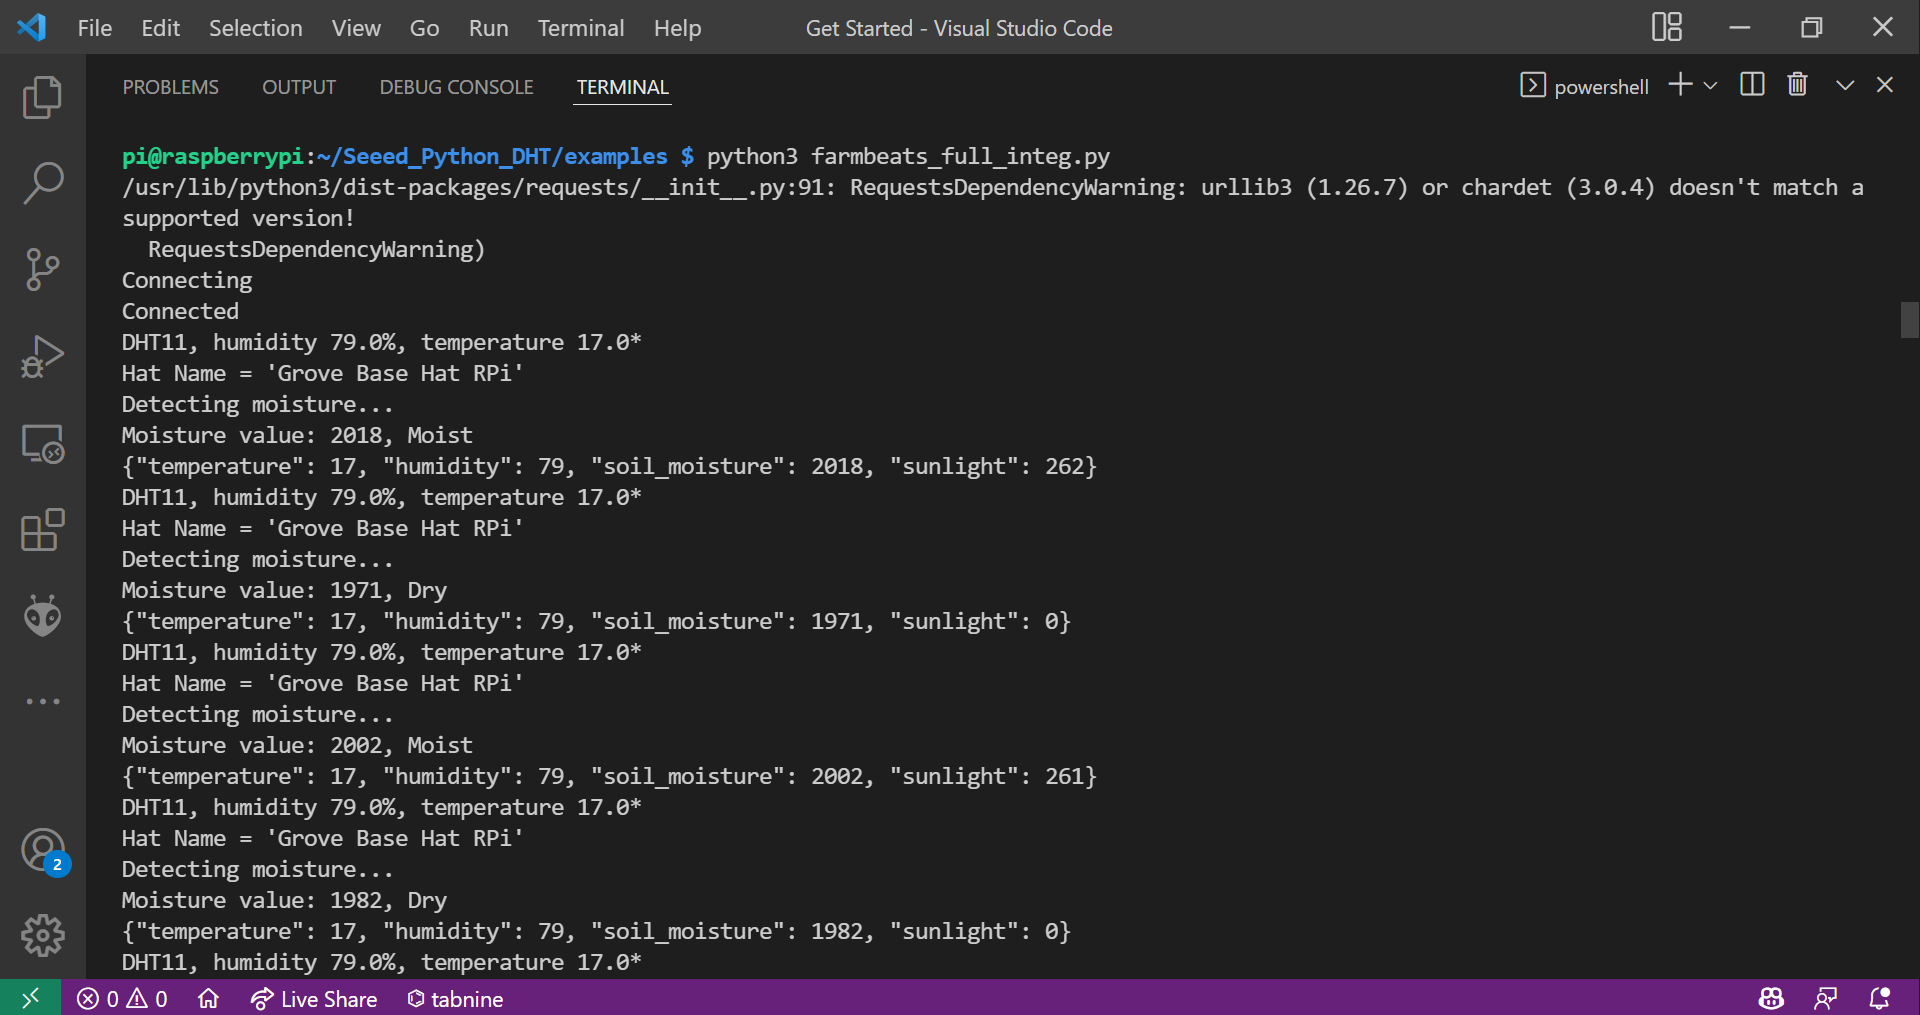 File Edit Selection View Go Run Terminal Help Get Started - Visual Studio Code
PROBLEMS OUTPUT DEBUG CONSOLE TERMINAL powershell
pi@raspberrypi:~/Seeed_Python_DHT/examples $ python3 farmbeats_full_integ.py
/usr/lib/python3/dist-packages/requests/__init__.py:91: RequestsDependencyWarning: urllib3 (1.26.7) or chardet (3.0.4) doesn't match a
supported version!
RequestsDependencyWarning)
Connecting
Connected
DHT11, humidity 79.0%, temperature 17.0*
Hat Name = 'Grove Base Hat RPi'
Detecting moisture...
Moisture value: 2018, Moist
{"temperature": 17, "humidity": 79, "soil_moisture": 2018, "sunlight": 262}
DHT11, humidity 79.0%, temperature 17.0*
Hat Name = 'Grove Base Hat RPi'
Detecting moisture...
Moisture value: 1971, Dry
{"temperature": 17, "humidity": 79, "soil_moisture": 1971, "sunlight": 0}
DHT11, humidity 79.0%, temperature 17.0*
Hat Name = 'Grove Base Hat RPi'
Detecting moisture...
Moisture value: 2002, Moist
{"temperature": 17, "humidity": 79, "soil_moisture": 2002, "sunlight": 261}
DHT11, humidity 79.0%, temperature 17.0*
Hat Name = 'Grove Base Hat RPi'
Detecting moisture...
Moisture value: 1982, Dry
{"temperature": 17, "humidity": 79, "soil_moisture": 1982, "sunlight": 0}
DHT11, humidity 79.0%, temperature 17.0*
2
0 0 Live Share tabnine